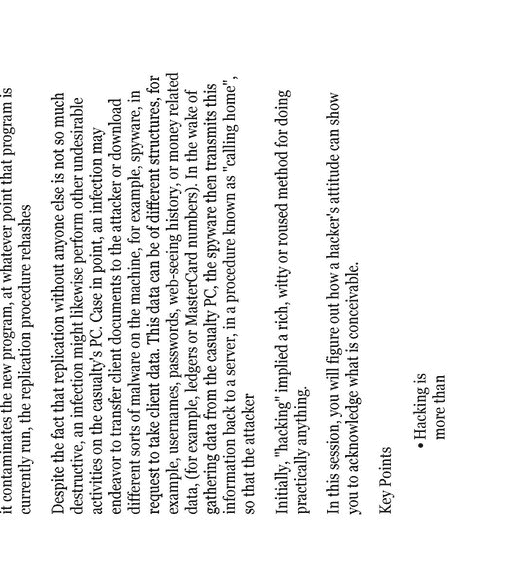 it contaminates the new program, at whatever point that program is
currently run, the replication procedure rehashes
Despite the fact that replication without anyone else is not so much
destructive, an infection might likewise perform other undesirable
activities on the casualty's PC. Case in point, an infection may
endeavor to transfer client documents to the attacker or download
different sorts of malware on the machine, for example, spyware, in
request to take client data. This data can be of different structures, for
example, usernames, passwords, web-seeing history, or money related
data, (for example, ledgers or MasterCard numbers). In the wake of
gathering data from the casualty PC, the spyware then transmits this
information back to a server, in a procedure known as "calling home",
so that the attacker
Initially, "hacking" implied a rich, witty or roused method for doing
practically anything.
In this session, you will figure out how a hacker's attitude can show
you to acknowledge what is conceivable.
Key Points
• Hacking is
more than